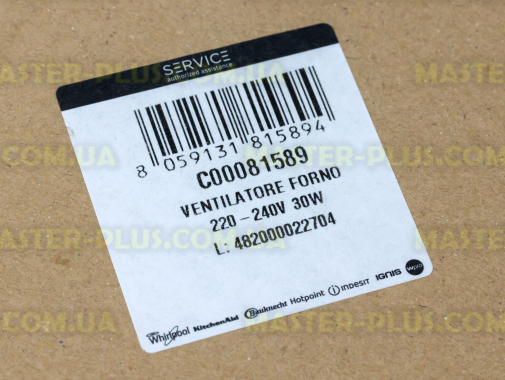 SERVICE
authorized assistance
8 059131 815894
C00081589
VENTILATORE FORNO
220-240V 30W
L: 482000022704
Whirlpool KitchenAid Bauknecht Hotpoint indesit IGNIS wpro
MASTER-PLUS.COM.UA